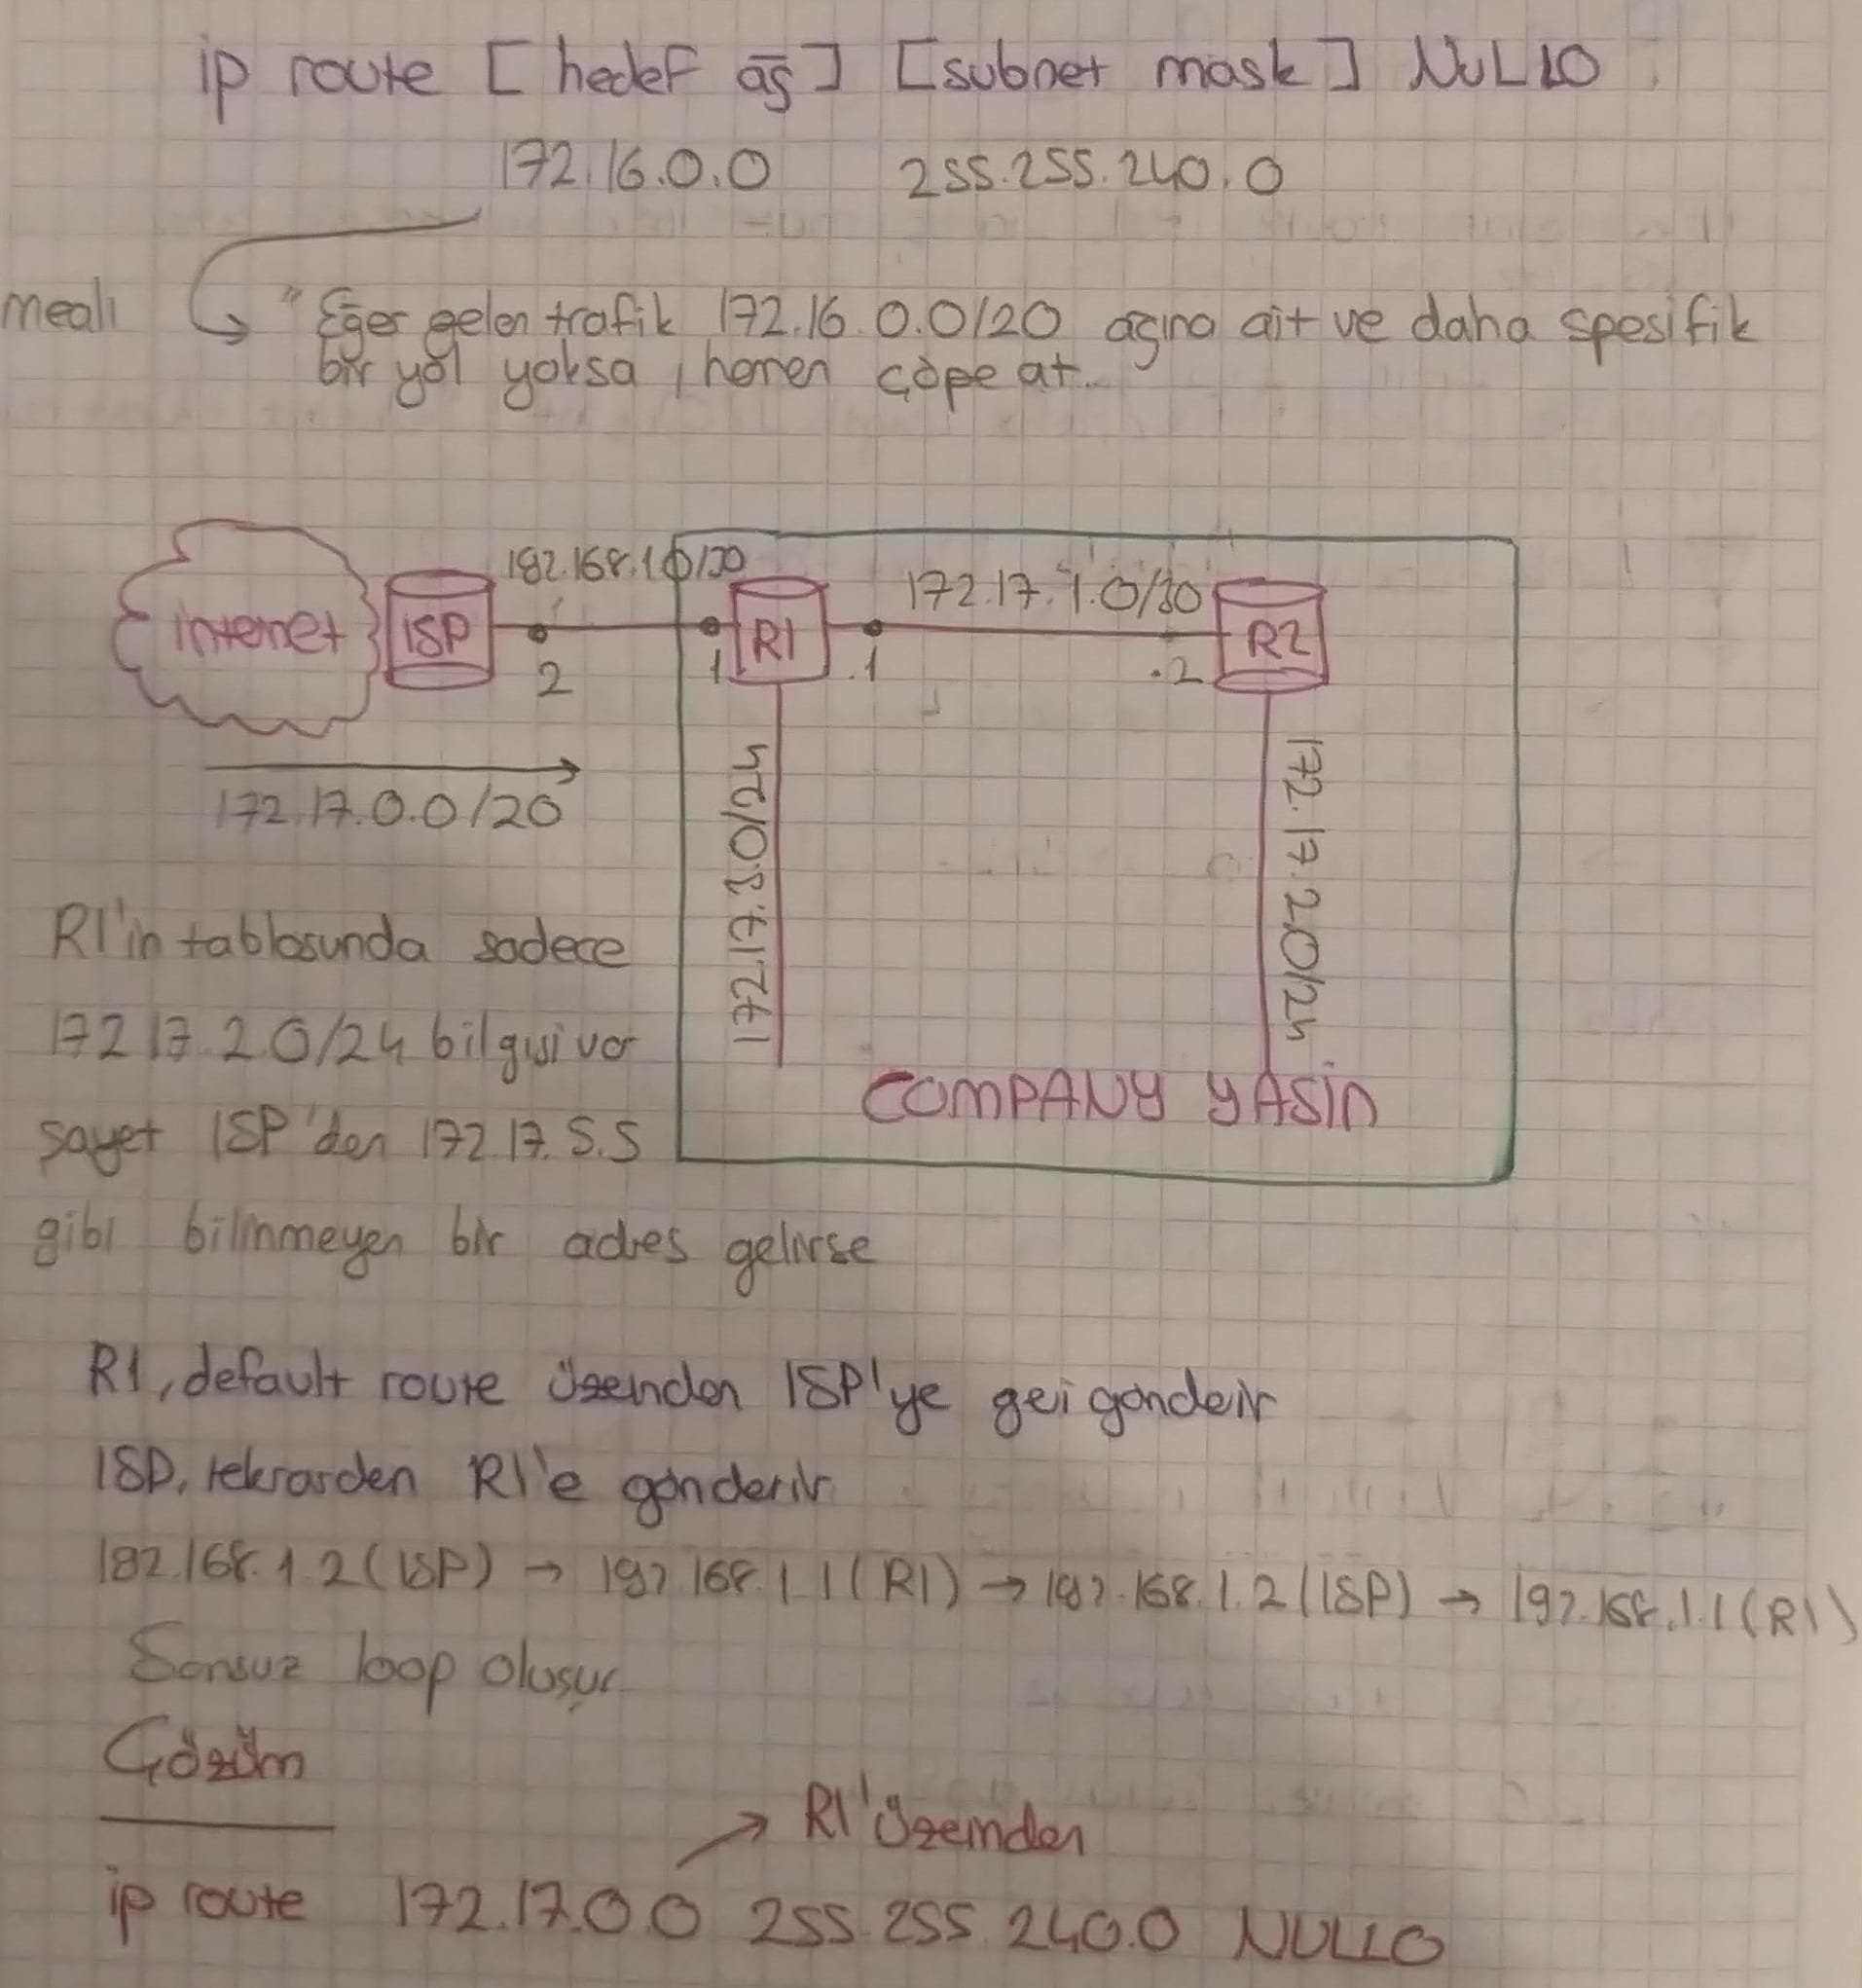 ip route [hedef ağ] [subnet mask] NULL0
172.16.0.0 255.255.240.0
meali "Eğer gelen trafik 172.16.0.0/20 ağına ait ve daha spesifik
bir yol yoksa, hemen çöpe at..
internet ISP 192.168.1.0/30 R1 172.17.1.0/30 R2
2 1 .1 .2
172.17.0.0/20
172.17.3.0/24
172.17.2.0/24
COMPANY YASİN
R1'in tablosunda sadece
172.17.2.0/24 bilgisi var
şayet ISP'den 172.17.5.5
gibi bilinmeyen bir adres gelirse
R1, default route üzeinden ISP'ye gei gönderir
ISP, tekrarden R1'e gönderir
192.168.1.2 (ISP) → 192.168.1.1 (R1) → 192.168.1.2 (ISP) → 192.168.1.1 (R1)
Sonsuz loop oluşur
Çözüm
R1 üzeinden
ip route 172.17.0.0 255.255.240.0 NULL0